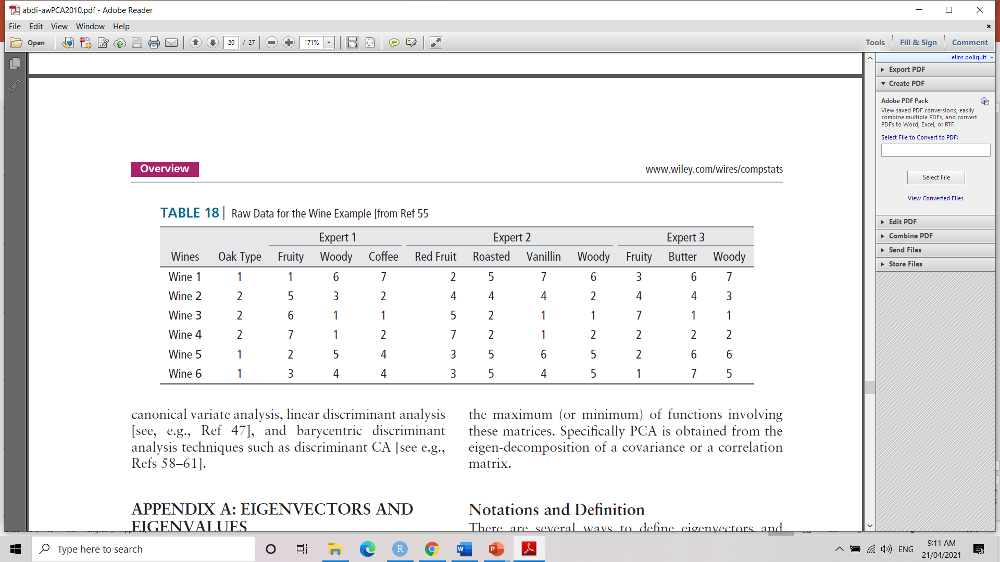 abdi-awPCA2010.pdf - Adobe Reader
File Edit View Window Help
Open 20 / 27 171% Tools Fill & Sign Comment
elms poliquit
Export PDF
Create PDF
Adobe PDF Pack
View saved PDF conversions, easily
combine multiple PDFs, and convert
PDFs to Word, Excel, or RTF.
Select File to Convert to PDF:
Select File
View Converted Files
Edit PDF
Combine PDF
Send Files
Store Files
Overview www.wiley.com/wires/compstats
TABLE 18 | Raw Data for the Wine Example [from Ref 55
Expert 1 Expert 2 Expert 3
Wines Oak Type Fruity Woody Coffee Red Fruit Roasted Vanillin Woody Fruity Butter Woody
Wine 1 1 1 6 7 2 5 7 6 3 6 7
Wine 2 2 5 3 2 4 4 4 2 4 4 3
Wine 3 2 6 1 1 5 2 1 1 7 1 1
Wine 4 2 7 1 2 7 2 1 2 2 2 2
Wine 5 1 2 5 4 3 5 6 5 2 6 6
Wine 6 1 3 4 4 3 5 4 5 1 7 5
canonical variate analysis, linear discriminant analysis
[see, e.g., Ref 47], and barycentric discriminant
analysis techniques such as discriminant CA [see e.g.,
Refs 58–61].
APPENDIX A: EIGENVECTORS AND
EIGENVALUES
the maximum (or minimum) of functions involving
these matrices. Specifically PCA is obtained from the
eigen-decomposition of a covariance or a correlation
matrix.
Notations and Definition
There are several ways to define eigenvectors and
Type here to search
ENG
9:11 AM
21/04/2021